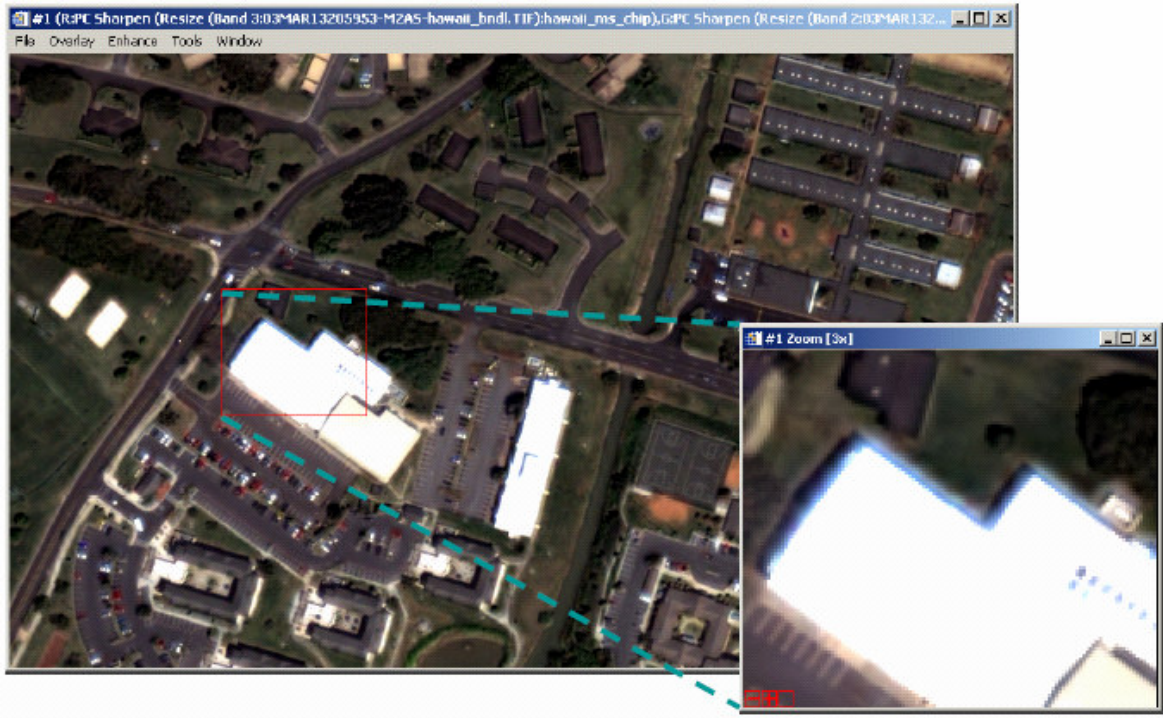 #1 (R:PC Sharpen (Resize (Band 3:03MAR13205953-M2AS-hawaii_bndl.TIF):hawaii_ms_chip),G:PC Sharpen (Resize (Band 2:03MAR132...
File Overlay Enhance Tools Window
#1 Zoom [3x]